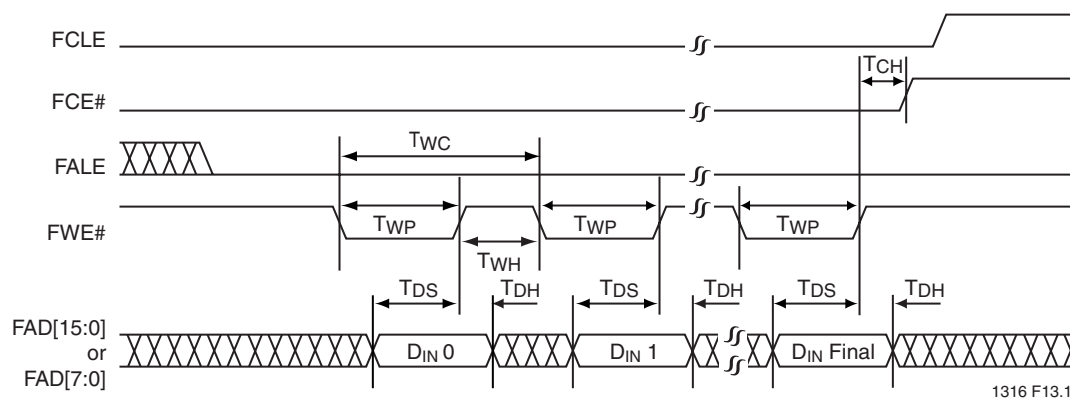 FCLE
TCH
FCE#
TWC
FALE
TWP
TWP
TWP
FWE#
TWH
TDS
TDH
TDS
TDH
TDS
TDH
FAD[15:0]
or
FAD[7:0]
DIN 0
DIN 1
DIN Final
1316 F13.1